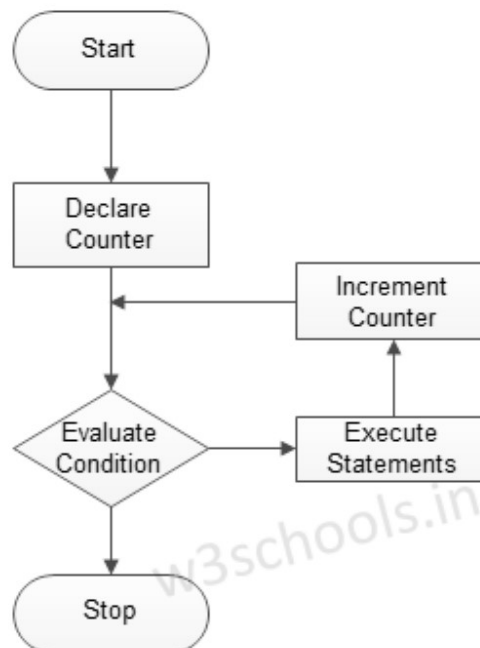 Start
Declare
Counter
Increment
Counter
Evaluate
Condition
Execute
Statements
w3schools.in
Stop